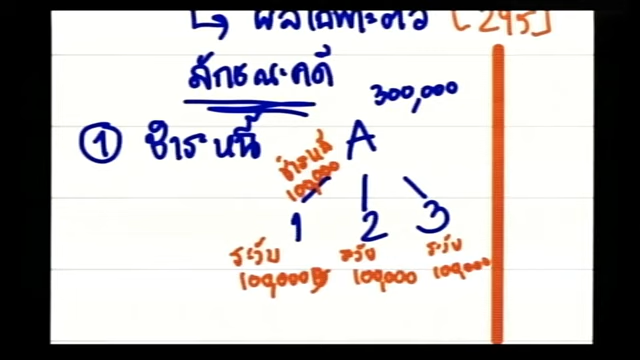 ↳ ผลเฉพาะตัว [295]
ลักษณะคดี
300,000
① ชำระหนี้ A
ชำระแล้ว
100,000
1 2 3
ระงับ ระงับ ระงับ
100,000 100,000 100,000